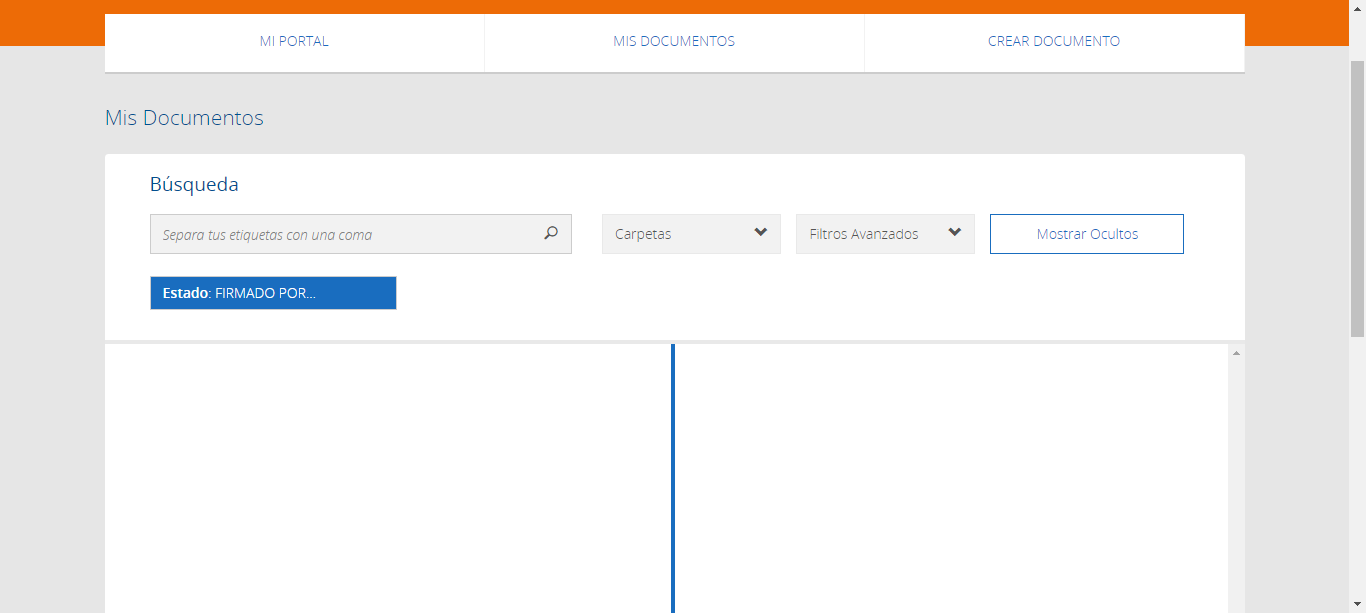 MI PORTAL
MIS DOCUMENTOS
CREAR DOCUMENTO
Mis Documentos
Búsqueda
Separa tus etiquetas con una coma
Carpetas
Filtros Avanzados
Mostrar Ocultos
Estado: FIRMADO POR...